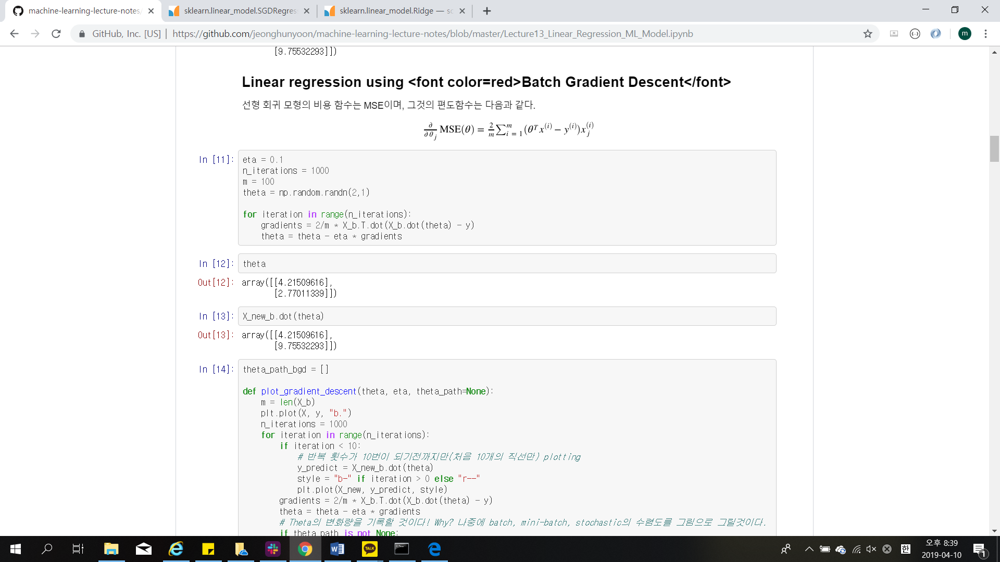 machine-learning-lecture-notes/
sklearn.linear_model.SGDRegres
sklearn.linear_model.Ridge — sc
GitHub, Inc. [US] | https://github.com/jeonghunyoon/machine-learning-lecture-notes/blob/master/Lecture13_Linear_Regression_ML_Model.ipynb
m
[9.75532293]])
Linear regression using <font color=red>Batch Gradient Descent</font>
선형 회귀 모형의 비용 함수는 MSE이며, 그것의 편도함수는 다음과 같다.
∂/∂θ_j MSE(θ) = 2/m ∑_{i = 1}^m (θ^T x^(i) − y^(i))x_j^(i)
In [11]:
eta = 0.1
n_iterations = 1000
m = 100
theta = np.random.randn(2,1)
for iteration in range(n_iterations):
    gradients = 2/m * X_b.T.dot(X_b.dot(theta) - y)
    theta = theta - eta * gradients
In [12]: theta
Out[12]: array([[4.21509616],
[2.77011339]])
In [13]: X_new_b.dot(theta)
Out[13]: array([[4.21509616],
[9.75532293]])
In [14]: theta_path_bgd = []
def plot_gradient_descent(theta, eta, theta_path=None):
    m = len(X_b)
    plt.plot(X, y, "b.")
    n_iterations = 1000
    for iteration in range(n_iterations):
        if iteration < 10:
            # 반복 횟수가 10번이 되기전까지만(처음 10개의 직선만) plotting
            y_predict = X_new_b.dot(theta)
            style = "b-" if iteration > 0 else "r--"
            plt.plot(X_new, y_predict, style)
        gradients = 2/m * X_b.T.dot(X_b.dot(theta) - y)
        theta = theta - eta * gradients
        # Theta의 변화량을 기록할 것이다! Why? 나중에 batch, mini-batch, stochastic의 수렴도를 그림으로 그릴것이다.
        if theta_path is not None:
TALK
한
오후 8:39
2019-04-10
1